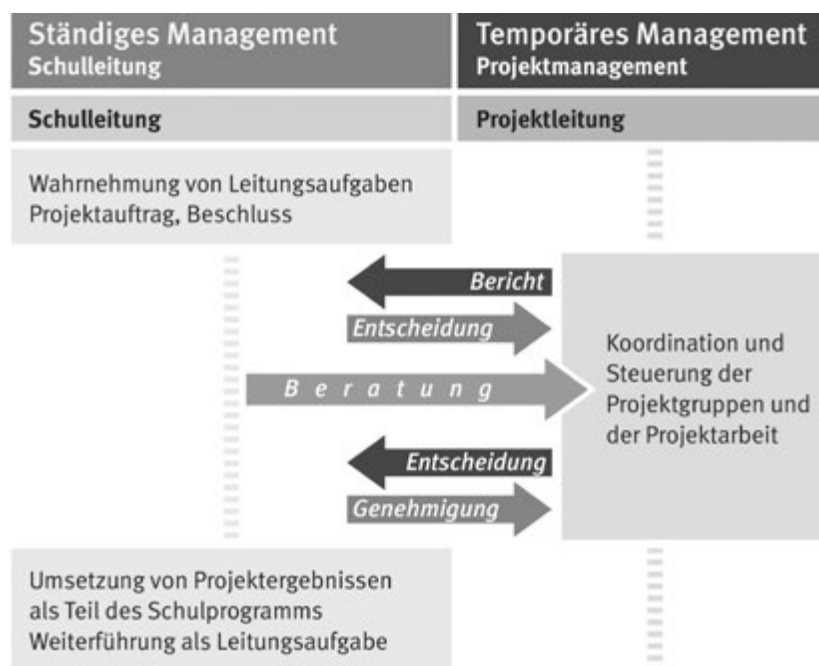 Ständiges Management
Schulleitung
Temporäres Management
Projektmanagement
Schulleitung
Projektleitung
Wahrnehmung von Leitungsaufgaben
Projektauftrag, Beschluss
Bericht
Entscheidung
Beratung
Entscheidung
Genehmigung
Koordination und
Steuerung der
Projektgruppen und
der Projektarbeit
Umsetzung von Projektergebnissen
als Teil des Schulprogramms
Weiterführung als Leitungsaufgabe